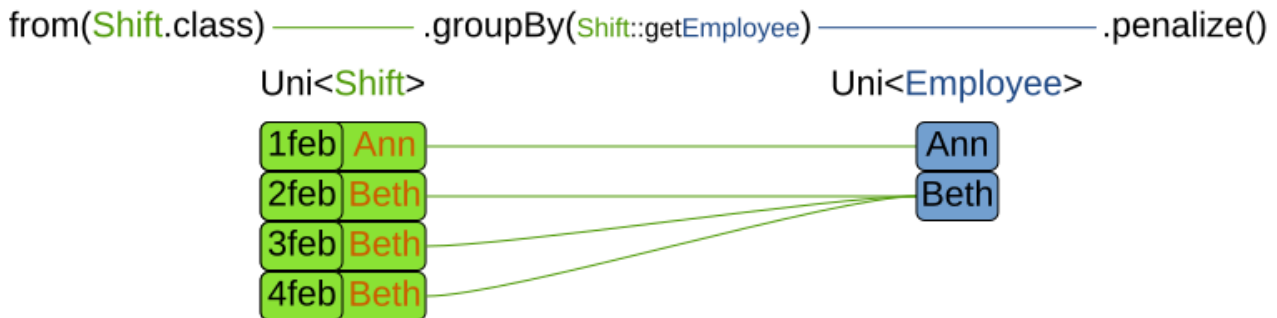 from(Shift.class) .groupBy(Shift::getEmployee) .penalize()
Uni<Shift> Uni<Employee>
1feb Ann Ann
2feb Beth Beth
3feb Beth
4feb Beth